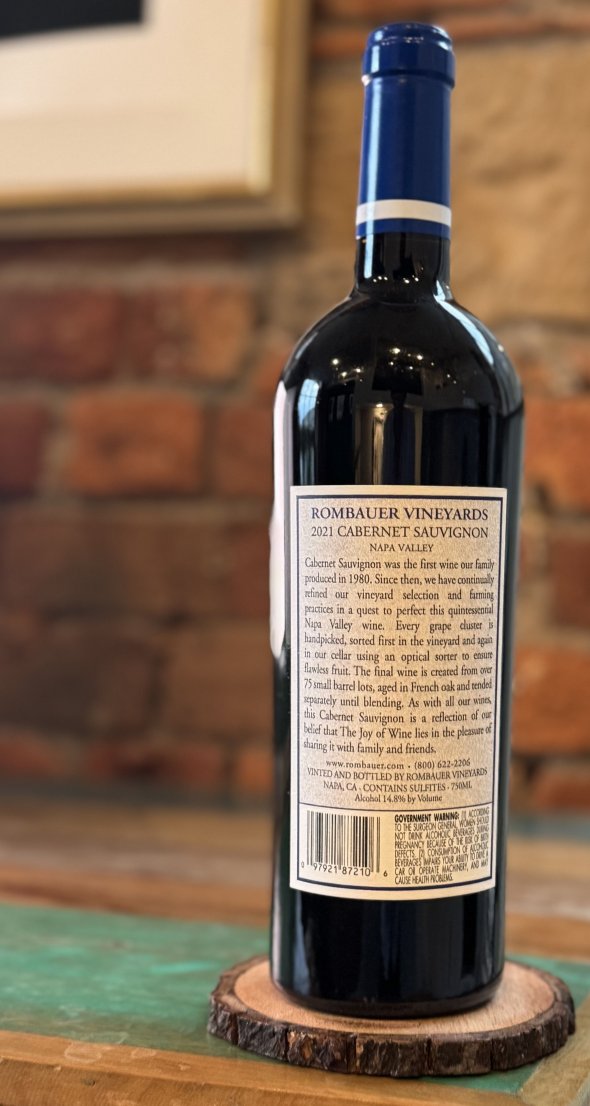 ROMBAUER VINEYARDS
2021 CABERNET SAUVIGNON
NAPA VALLEY
Cabernet Sauvignon was the first wine our family
produced in 1980. Since then, we have continually
refined our vineyard selection and farming
practices in a quest to perfect this quintessential
Napa Valley wine. Every grape cluster is
handpicked, sorted first in the vineyard and again
in our cellar using an optical sorter to ensure
flawless fruit. The final wine is created from over
75 small barrel lots, aged in French oak and tended
separately until blending. As with all our wines,
this Cabernet Sauvignon is a reflection of our
belief that The Joy of Wine lies in the pleasure of
sharing it with family and friends.
www.rombauer.com • (800) 622-2206
VINTED AND BOTTLED BY ROMBAUER VINEYARDS
NAPA, CA · CONTAINS SULFITES · 750ML
Alcohol 14.8% by Volume
0 97921 87210 6
GOVERNMENT WARNING: (1) ACCORDING
TO THE SURGEON GENERAL, WOMEN SHOULD
NOT DRINK ALCOHOLIC BEVERAGES DURING
PREGNANCY BECAUSE OF THE RISK OF BIRTH
DEFECTS. (2) CONSUMPTION OF ALCOHOLIC
BEVERAGES IMPAIRS YOUR ABILITY TO DRIVE A
CAR OR OPERATE MACHINERY, AND MAY
CAUSE HEALTH PROBLEMS.